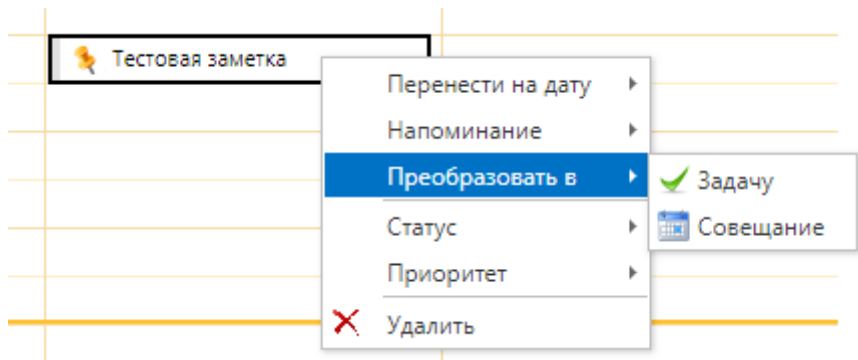 Тестовая заметка
Перенести на дату
Напоминание
Преобразовать в
Задачу
Совещание
Статус
Приоритет
Удалить